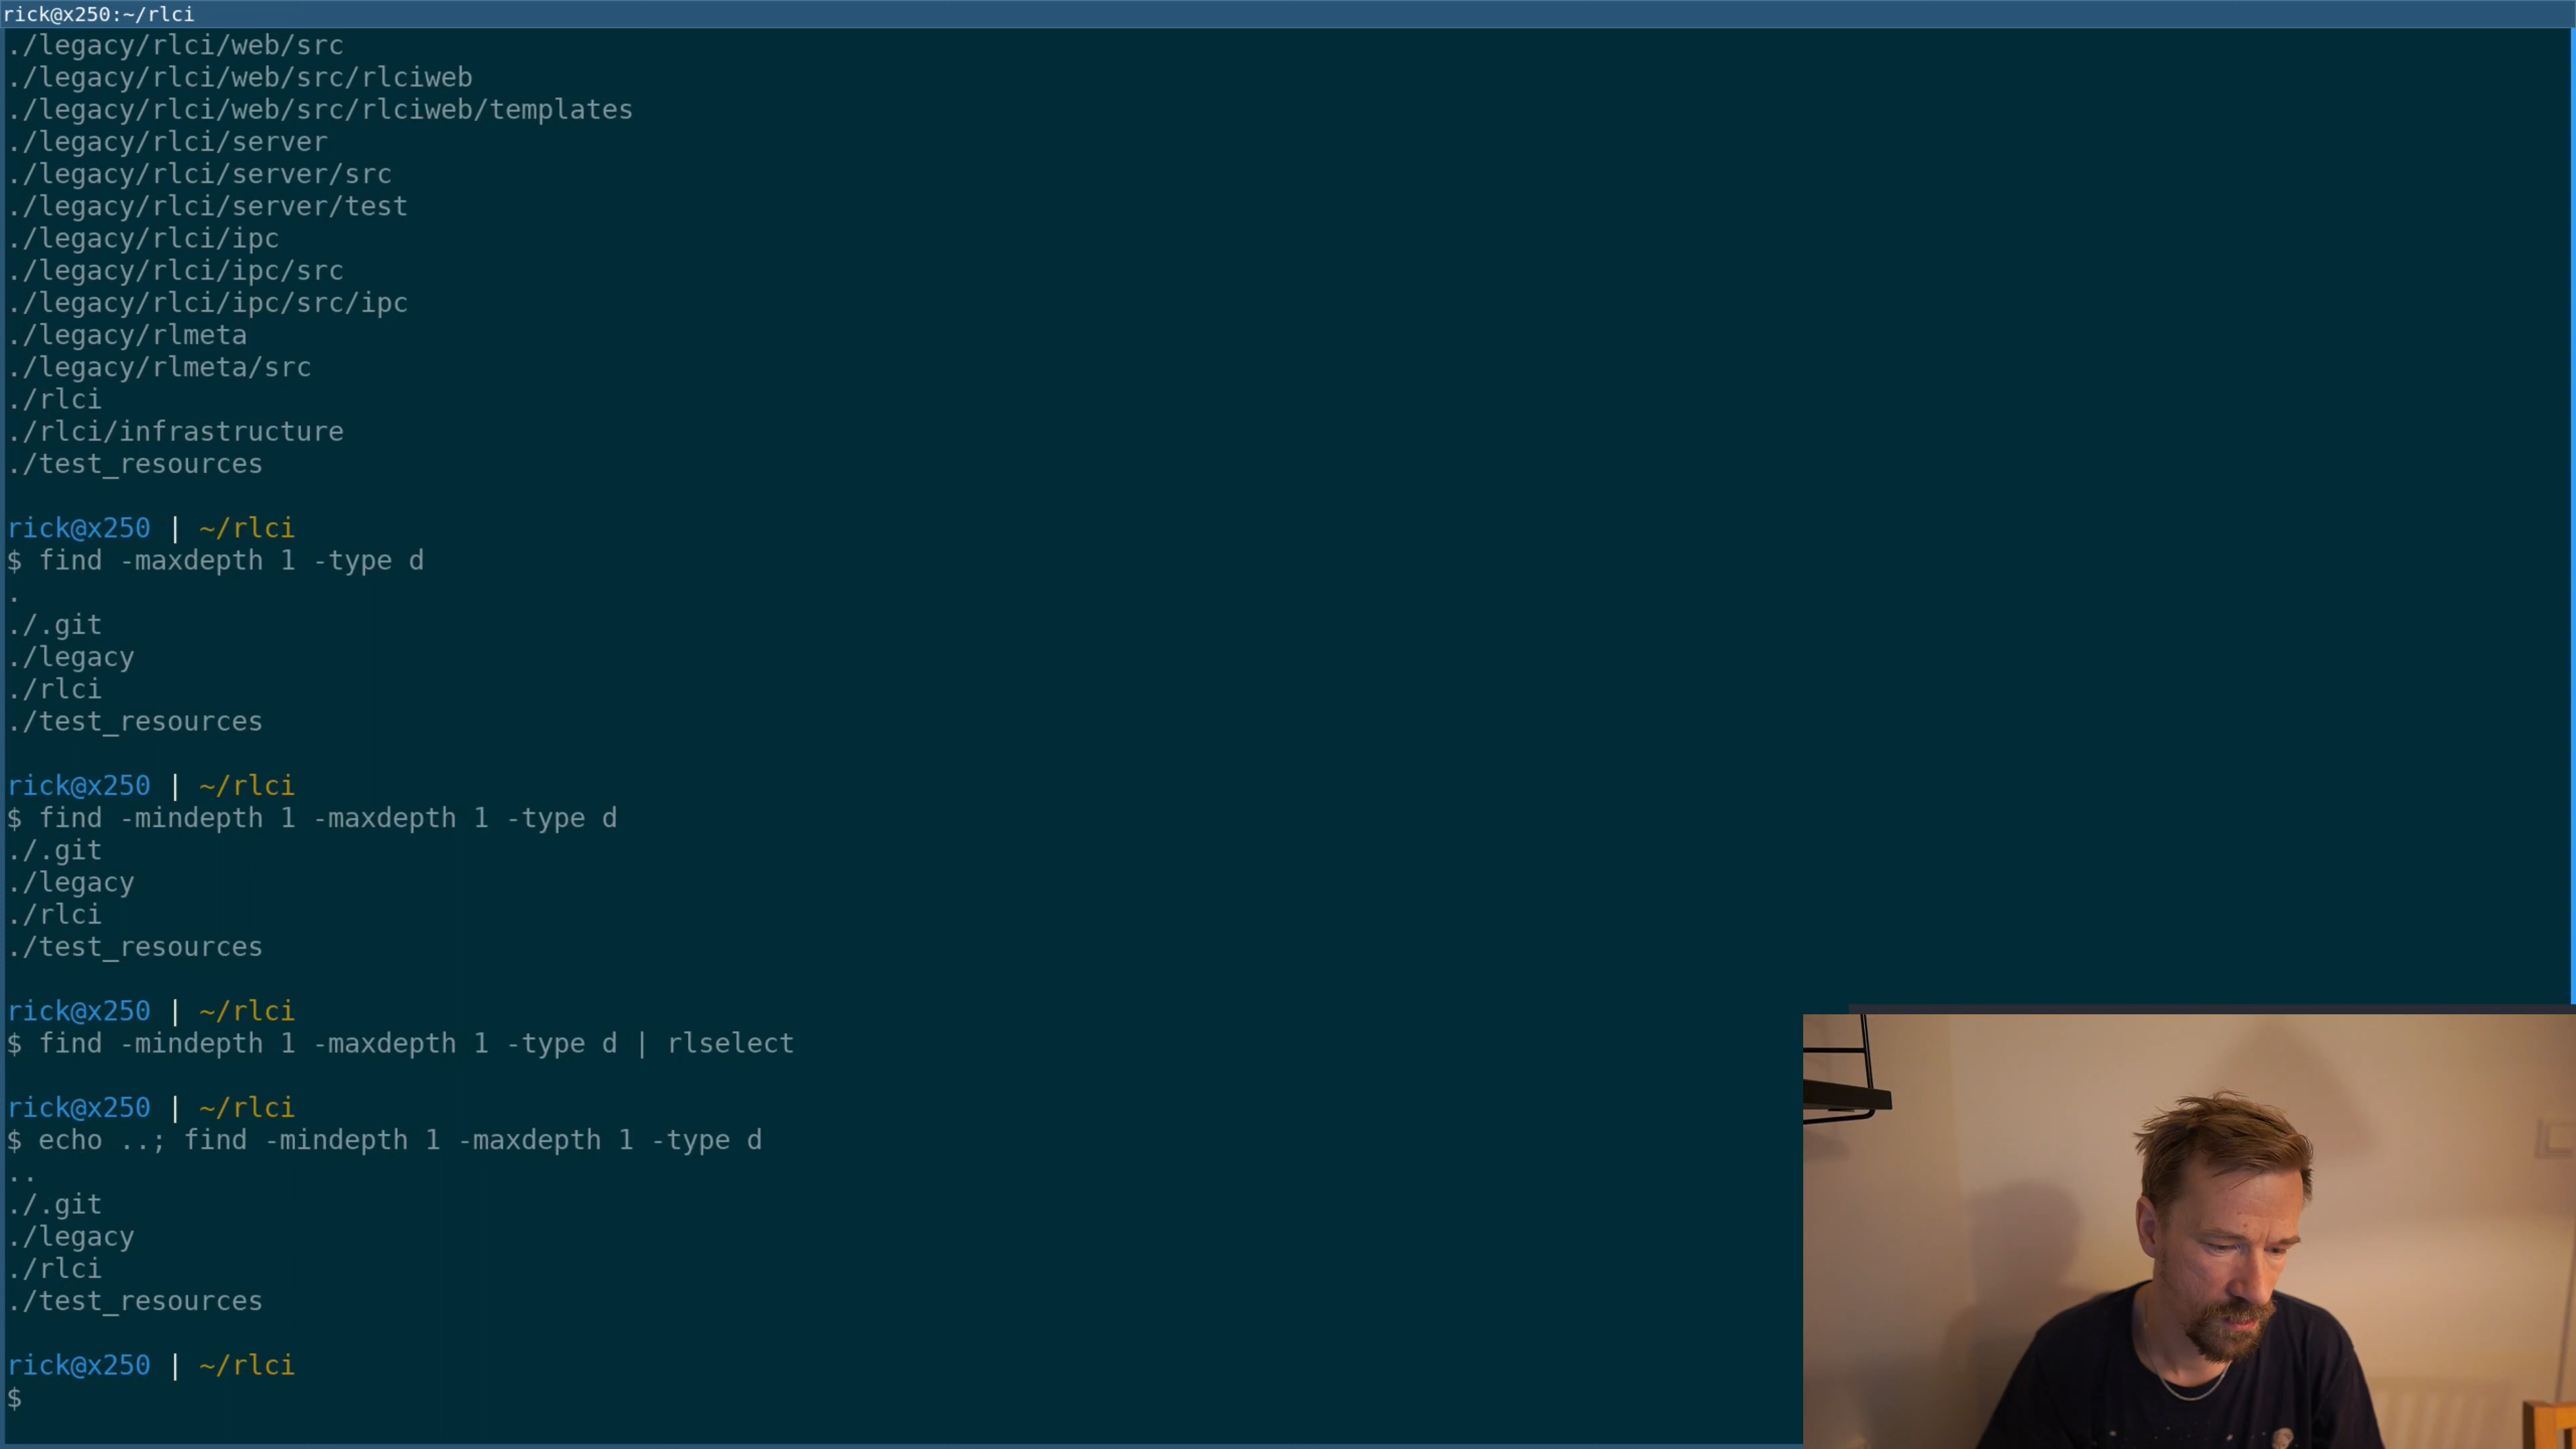 rick@x250:~/rlci
./legacy/rlci/web/src
./legacy/rlci/web/src/rlciweb
./legacy/rlci/web/src/rlciweb/templates
./legacy/rlci/server
./legacy/rlci/server/src
./legacy/rlci/server/test
./legacy/rlci/ipc
./legacy/rlci/ipc/src
./legacy/rlci/ipc/src/ipc
./legacy/rlmeta
./legacy/rlmeta/src
./rlci
./rlci/infrastructure
./test_resources
rick@x250 | ~/rlci
$ find -maxdepth 1 -type d
.
./.git
./legacy
./rlci
./test_resources
rick@x250 | ~/rlci
$ find -mindepth 1 -maxdepth 1 -type d
./.git
./legacy
./rlci
./test_resources
rick@x250 | ~/rlci
$ find -mindepth 1 -maxdepth 1 -type d | rlselect
rick@x250 | ~/rlci
$ echo ..; find -mindepth 1 -maxdepth 1 -type d
..
./.git
./legacy
./rlci
./test_resources
rick@x250 | ~/rlci
$